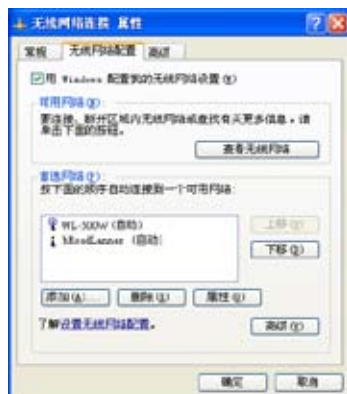 无线网络连接 属性
常规 无线网络配置 高级
用 Windows 配置我的无线网络设置(W)
可用网络(N):
要连接、断开区域内无线网络或查找有关更多信息,请
单击下面的按钮。
查看无线网络
首选网络(P):
按下面的顺序自动连接到一个可用网络:
WL-500W (自动)
(自动)
上移(U)
下移(D)
添加(A)...
删除(R)
属性(O)
了解设置无线网络配置。
高级(V)
确定
取消